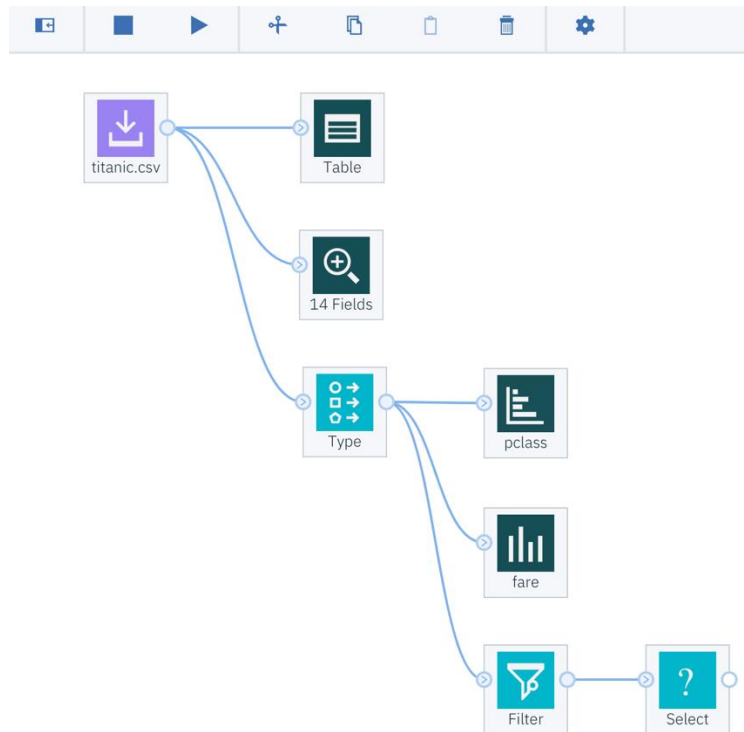 titanic.csv
Table
14 Fields
Type
pclass
fare
Filter
Select